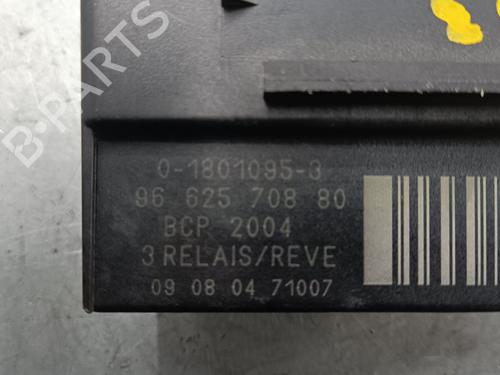 0-1801095-3
96 625 708 80
BCP 2004
3 RELAIS/REVE
09 08 04 71007
B-PARTS